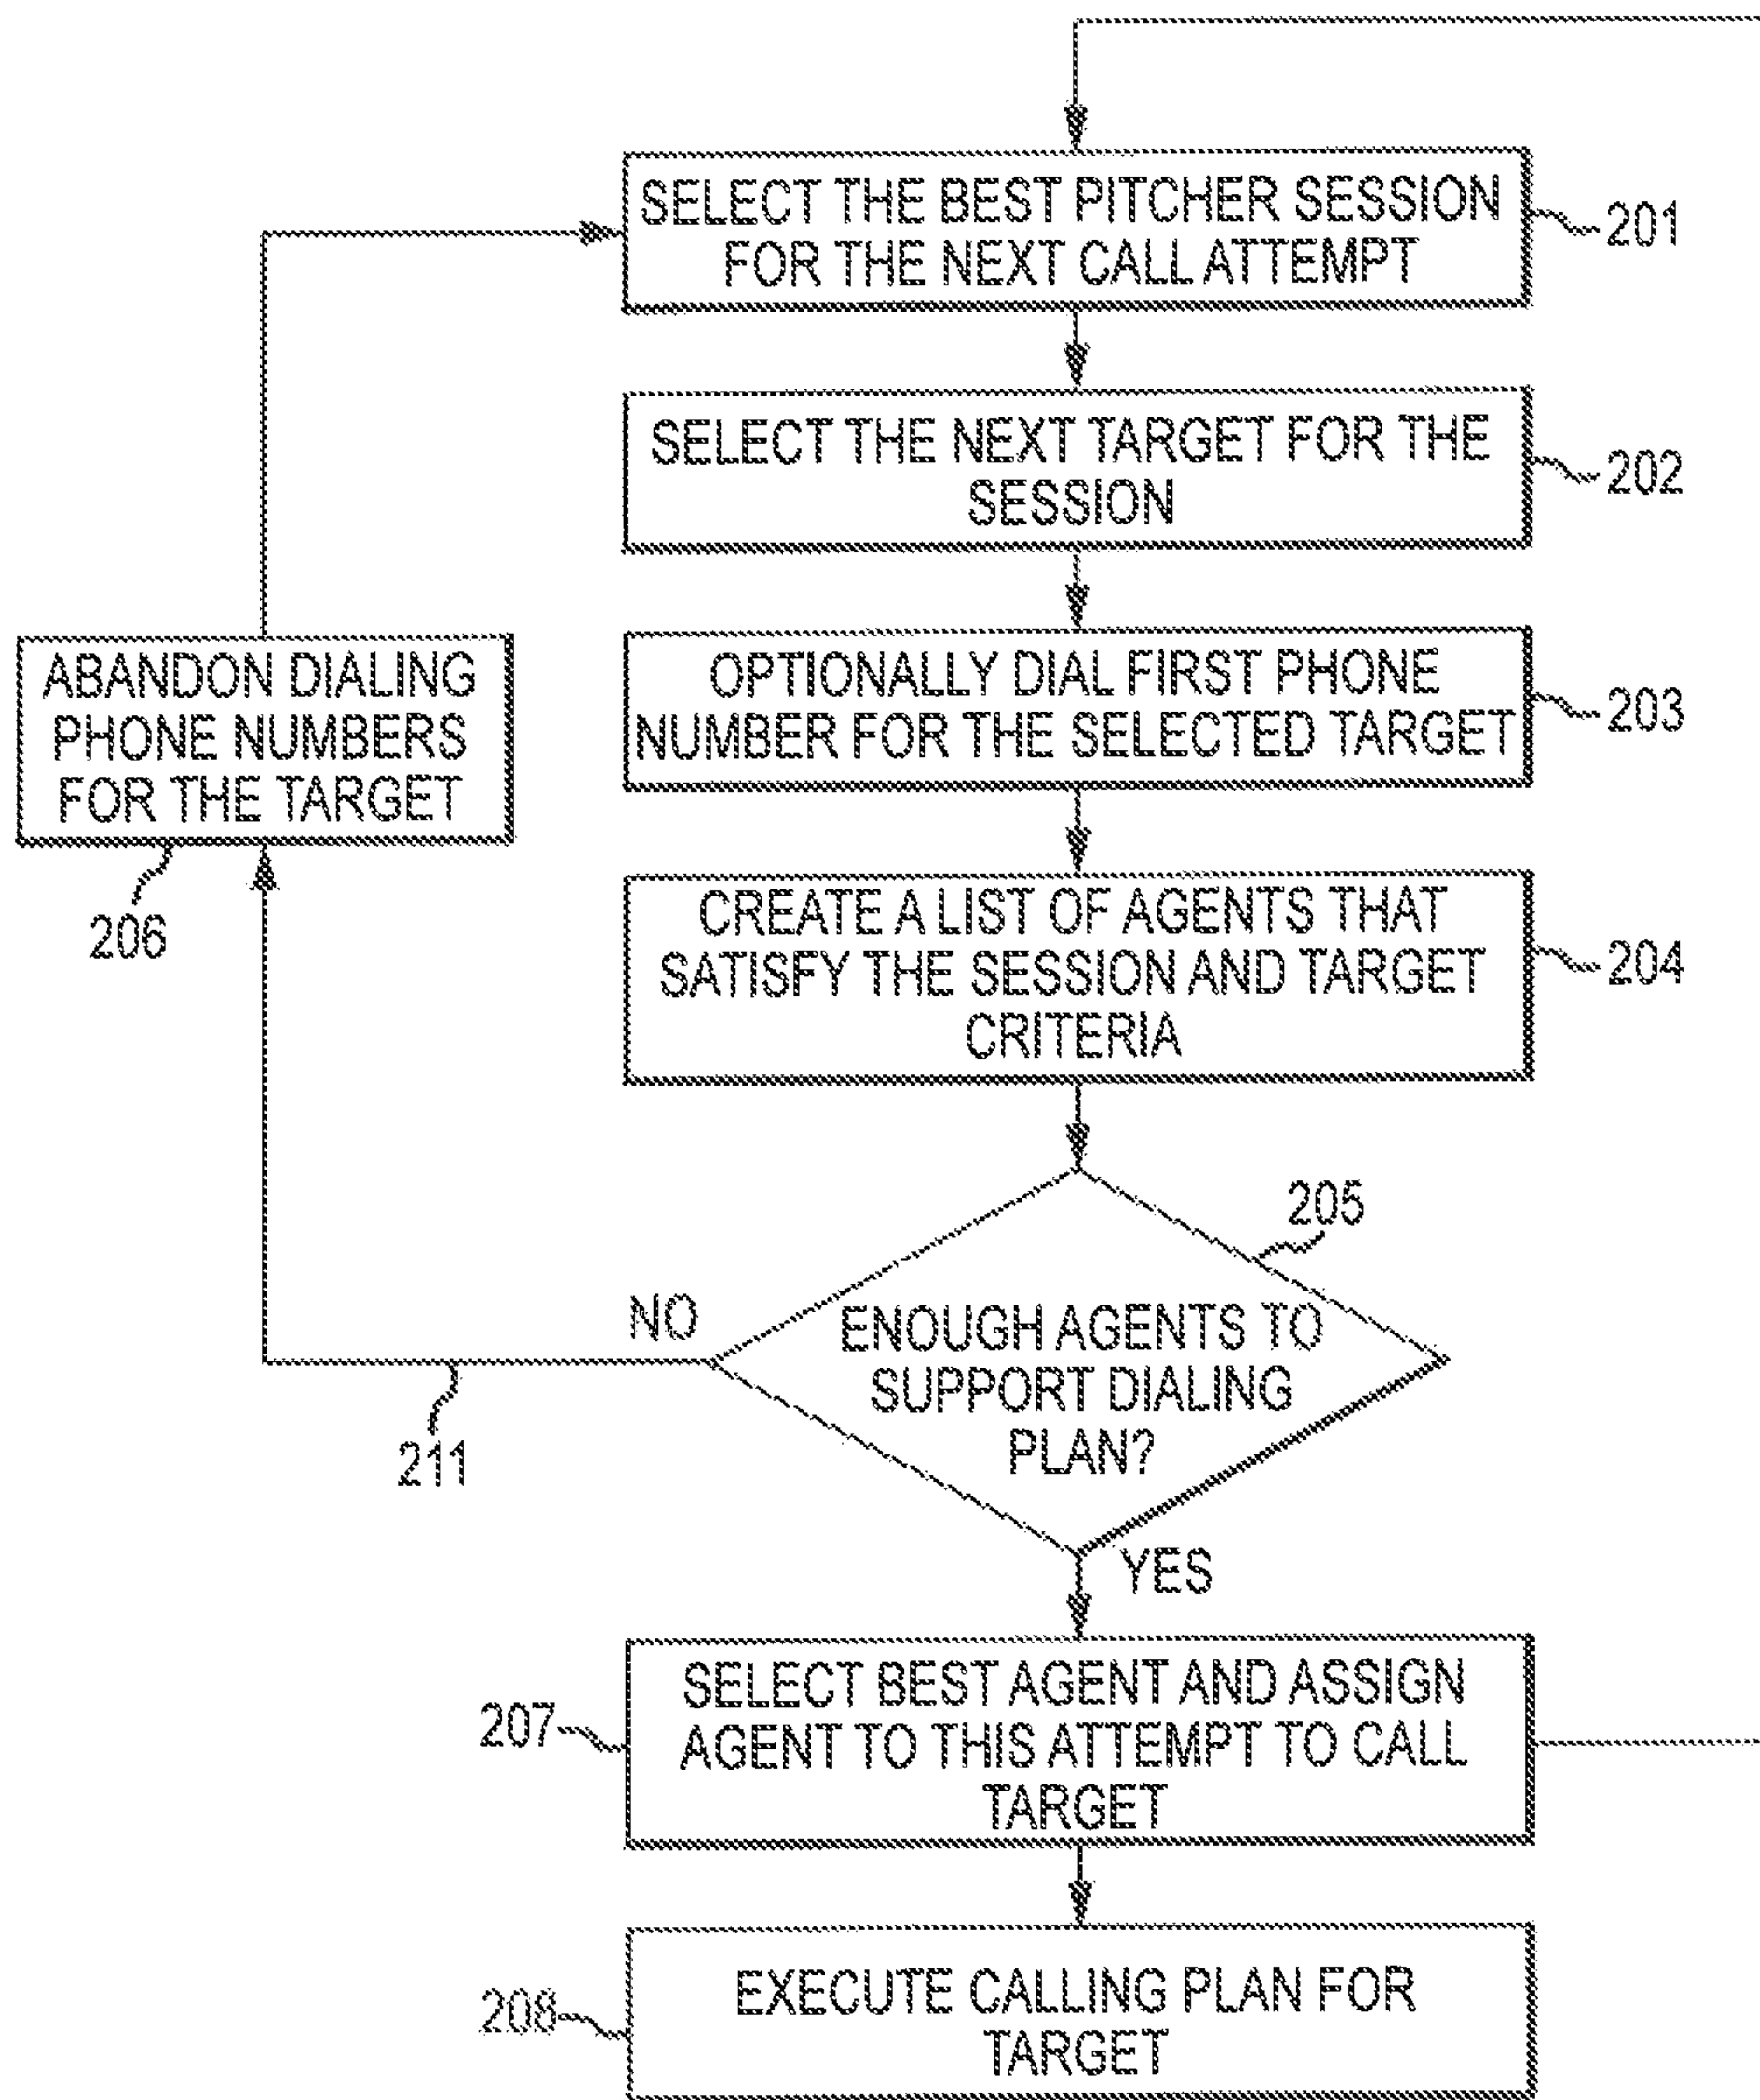 SELECT THE BEST PITCHER SESSION
FOR THE NEXT CALL ATTEMPT
201
SELECT THE NEXT TARGET FOR THE
SESSION
202
OPTIONALLY DIAL FIRST PHONE
NUMBER FOR THE SELECTED TARGET
203
ABANDON DIALING
PHONE NUMBERS
FOR THE TARGET
206
CREATE A LIST OF AGENTS THAT
SATISFY THE SESSION AND TARGET
CRITERIA
204
205
NO
ENOUGH AGENTS TO
SUPPORT DIALING
PLAN?
211
YES
SELECT BEST AGENT AND ASSIGN
AGENT TO THIS ATTEMPT TO CALL
TARGET
207
EXECUTE CALLING PLAN FOR
TARGET
208